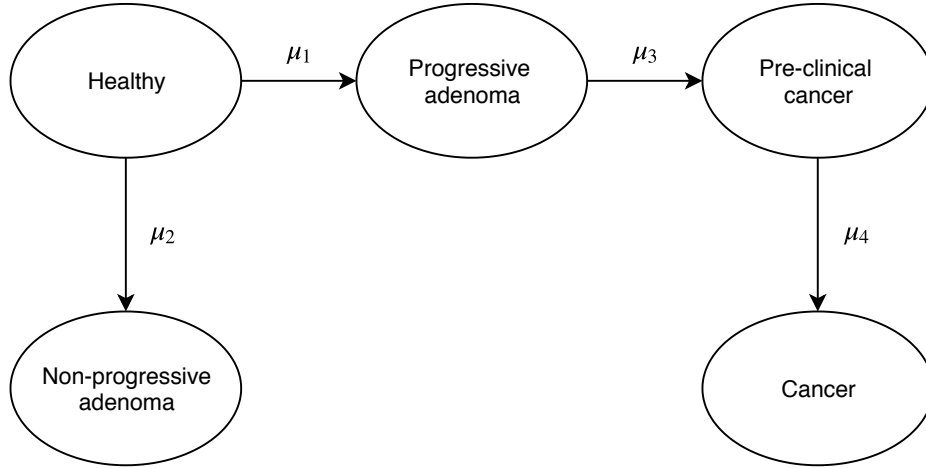 Healthy
μ1
Progressive
adenoma
μ3
Pre-clinical
cancer
μ2
μ4
Non-progressive
adenoma
Cancer